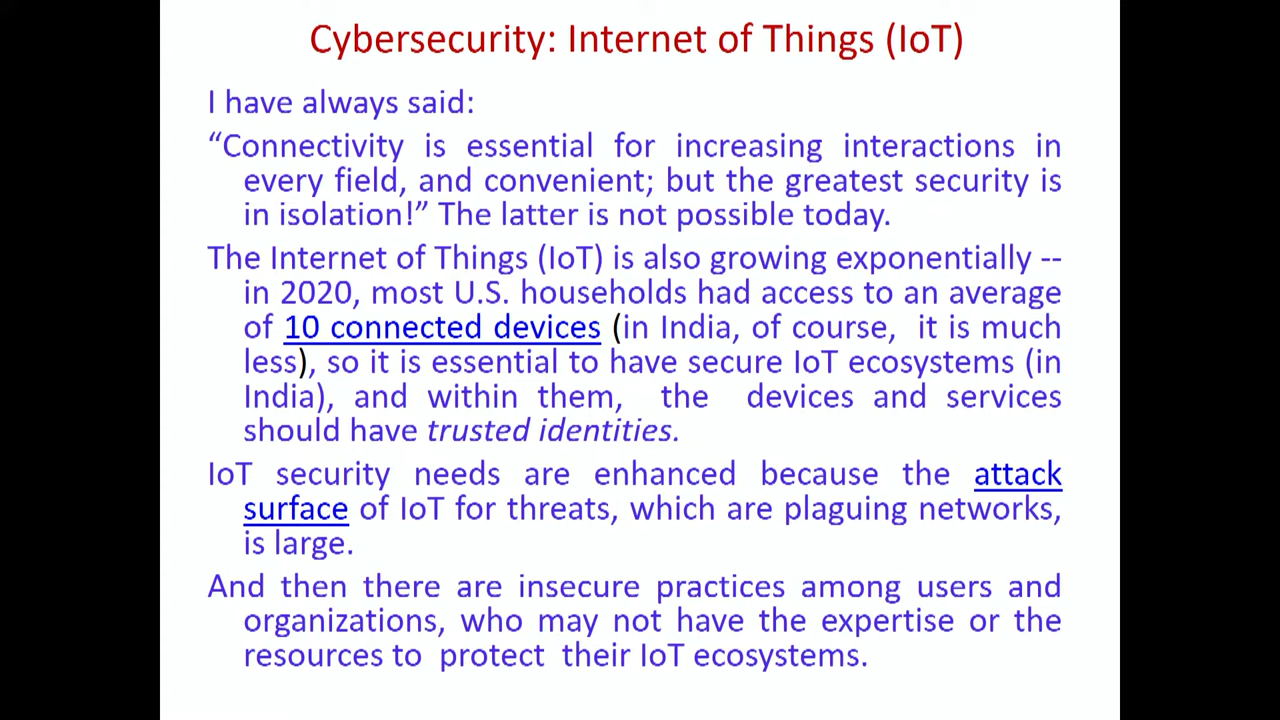 Cybersecurity: Internet of Things (IoT)
I have always said:
“Connectivity is essential for increasing interactions in
every field, and convenient; but the greatest security is
in isolation!” The latter is not possible today.
The Internet of Things (IoT) is also growing exponentially --
in 2020, most U.S. households had access to an average
of 10 connected devices (in India, of course, it is much
less), so it is essential to have secure IoT ecosystems (in
India), and within them, the devices and services
should have trusted identities.
IoT security needs are enhanced because the attack
surface of IoT for threats, which are plaguing networks,
is large.
And then there are insecure practices among users and
organizations, who may not have the expertise or the
resources to protect their IoT ecosystems.